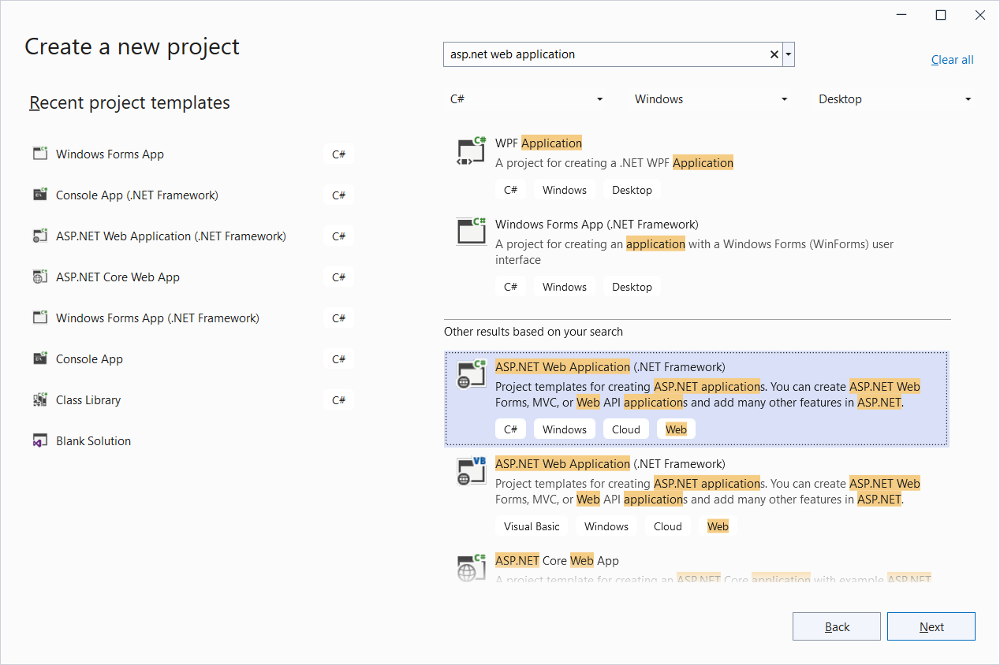 Create a new project
asp.net web application
Clear all
Recent project templates
C#
Windows
Desktop
Windows Forms App
C#
Console App (.NET Framework)
C#
ASP.NET Web Application (.NET Framework)
C#
ASP.NET Core Web App
C#
Windows Forms App (.NET Framework)
C#
Console App
C#
Class Library
C#
Blank Solution
WPF Application
A project for creating a .NET WPF Application
C#
Windows
Desktop
Windows Forms App (.NET Framework)
A project for creating an application with a Windows Forms (WinForms) user
interface
C#
Windows
Desktop
Other results based on your search
ASP.NET Web Application (.NET Framework)
Project templates for creating ASP.NET applications. You can create ASP.NET Web
Forms, MVC, or Web API applications and add many other features in ASP.NET.
C#
Windows
Cloud
Web
VB
ASP.NET Web Application (.NET Framework)
Project templates for creating ASP.NET applications. You can create ASP.NET Web
Forms, MVC, or Web API applications and add many other features in ASP.NET.
Visual Basic
Windows
Cloud
Web
ASP.NET Core Web App
A project template for creating an ASP.NET Core application with example ASP.NET
Back
Next